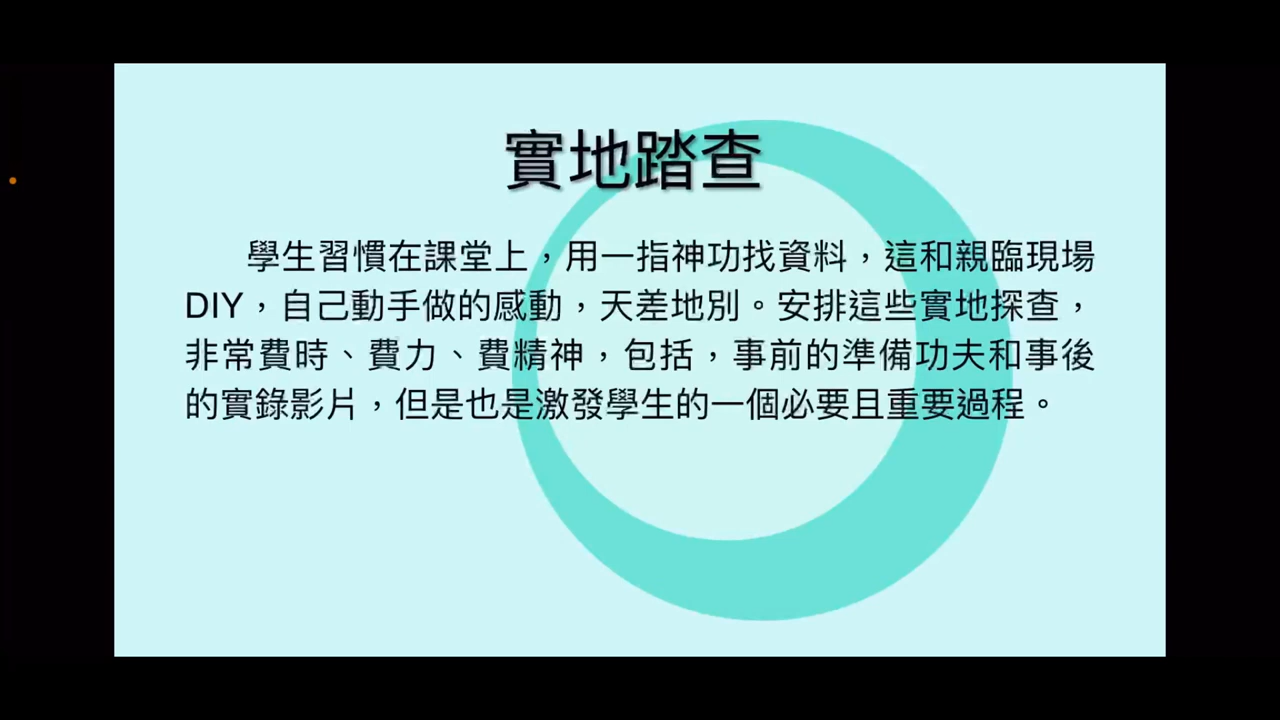 實地踏查
學生習慣在課堂上，用一指神功找資料，這和親臨現場
DIY，自己動手做的感動，天差地別。安排這些實地探查，
非常費時、費力、費精神，包括，事前的準備功夫和事後
的實錄影片，但是也是激發學生的一個必要且重要過程。